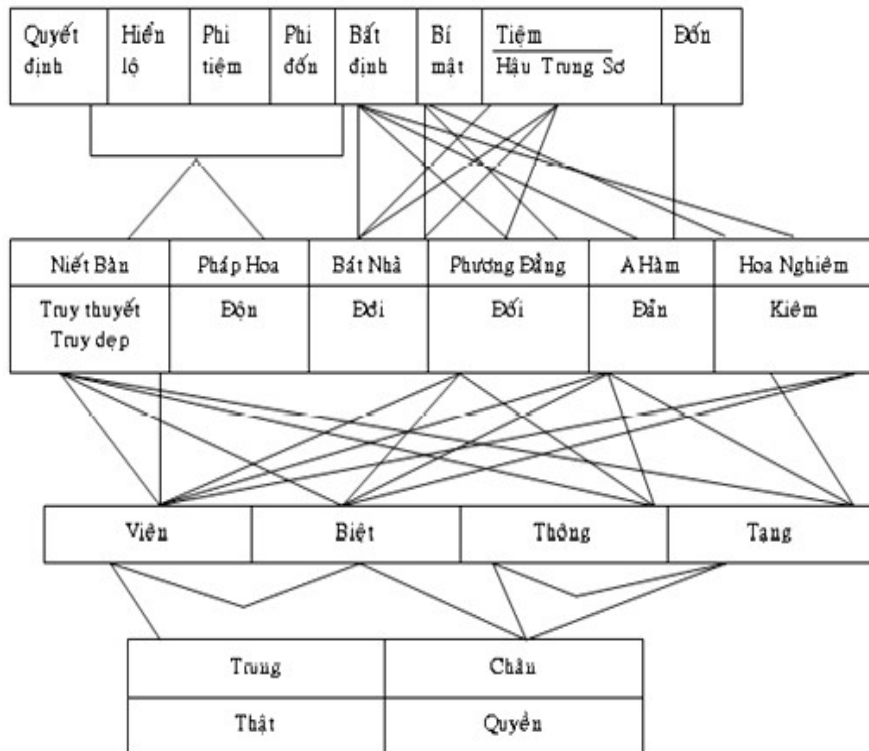 Quyết Hiển Phi Phi Bất Bí Tiệm Đốn
định lộ tiệm đốn định mật Hậu Trung Sơ
Niết Bàn Pháp Hoa Bát Nhã Phương Đẳng A Hàm Hoa Nghiêm
Truy thuyết Độn Đới Đối Đẳn Kiêm
Truy dẹp
Viên Biệt Thông Tạng
Trung Chân
Thật Quyền